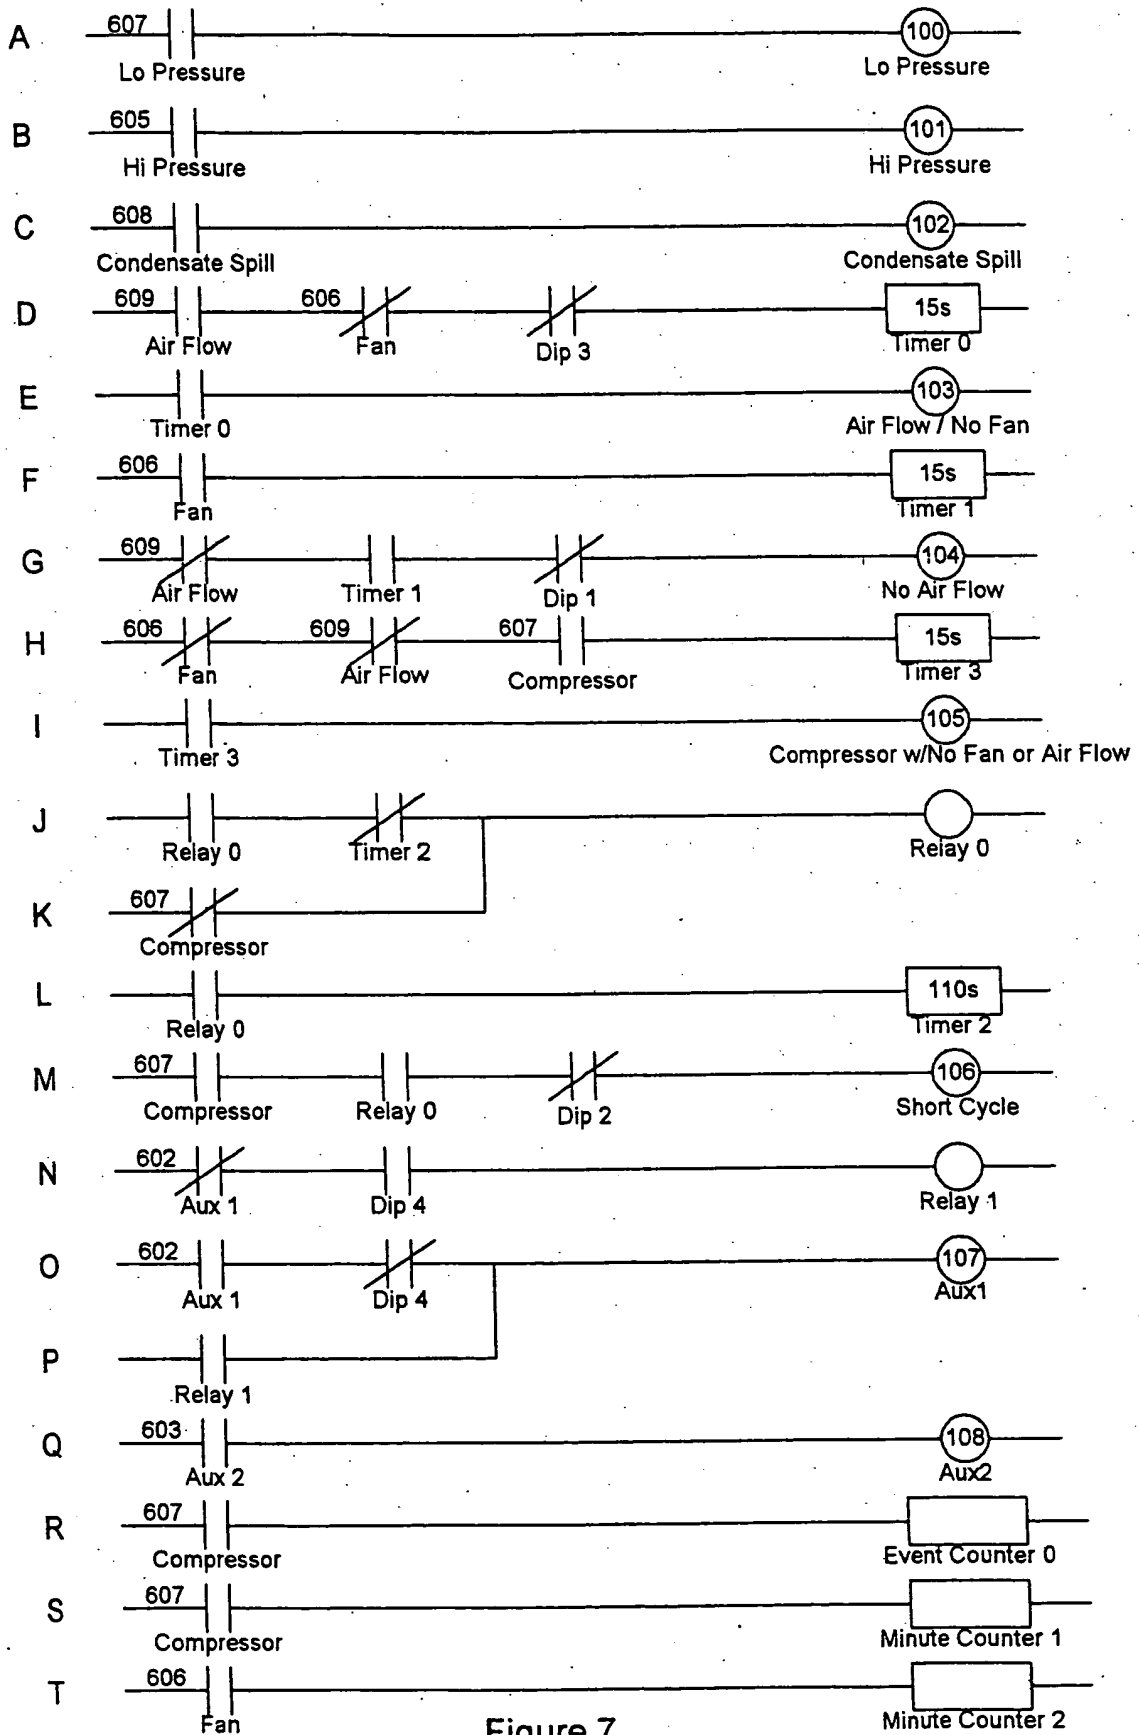 A 607 100
Lo Pressure Lo Pressure
B 605 101
Hi Pressure Hi Pressure
C 608 102
Condensate Spill Condensate Spill
D 609 606 15s
Air Flow Fan Dip 3 Timer 0
E 103
Timer 0 Air Flow / No Fan
F 606 15s
Fan Timer 1
G 609 104
Air Flow Timer 1 Dip 1 No Air Flow
H 606 609 607 15s
Fan Air Flow Compressor Timer 3
I 105
Timer 3 Compressor w/No Fan or Air Flow
J
Relay 0 Timer 2 Relay 0
K 607
Compressor
L 110s
Relay 0 Timer 2
M 607 106
Compressor Relay 0 Dip 2 Short Cycle
N 602
Aux 1 Dip 4 Relay 1
O 602 107
Aux 1 Dip 4 Aux1
P
Relay 1
Q 603 108
Aux 2 Aux2
R 607
Compressor Event Counter 0
S 607
Compressor Minute Counter 1
T 606
Fan Minute Counter 2
Figure 7